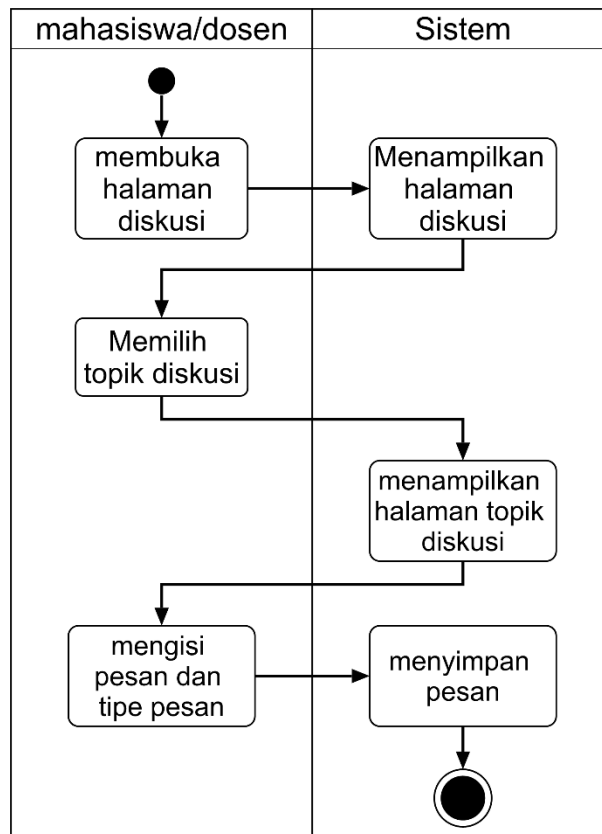 mahasiswa/dosen
Sistem
membuka
halaman
diskusi
Menampilkan
halaman
diskusi
Memilih
topik diskusi
menampilkan
halaman topik
diskusi
mengisi
pesan dan
tipe pesan
menyimpan
pesan